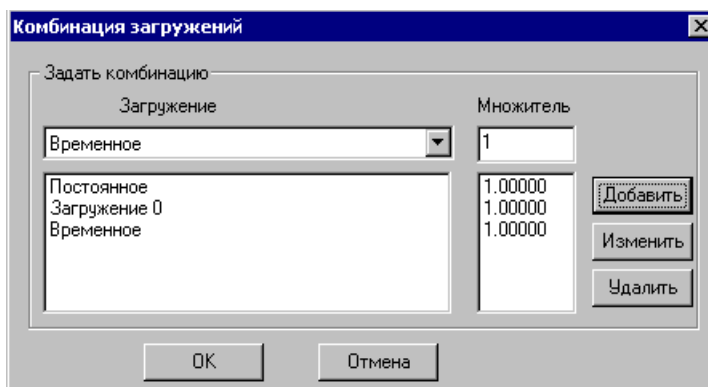 Комбинация загружений
Задать комбинацию
Загружение Множитель
Временное 1
Постоянное 1.00000
Загружение 0 1.00000
Временное 1.00000
Добавить
Изменить
Удалить
OK Отмена